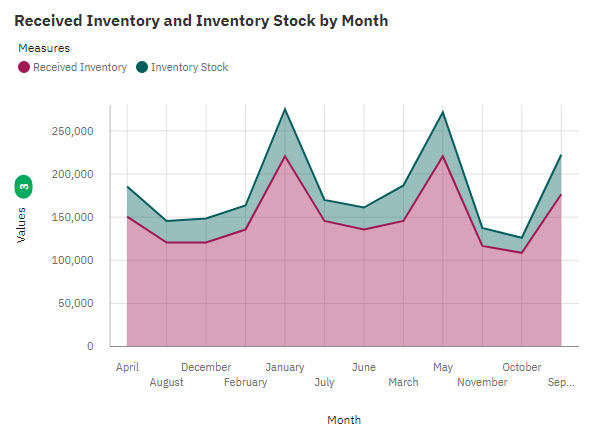 Received Inventory and Inventory Stock by Month
Measures
Received Inventory Inventory Stock
250,000
200,000
150,000
100,000
50,000
0
Values
3
April December January June May October
August February July March November Sep...
Month